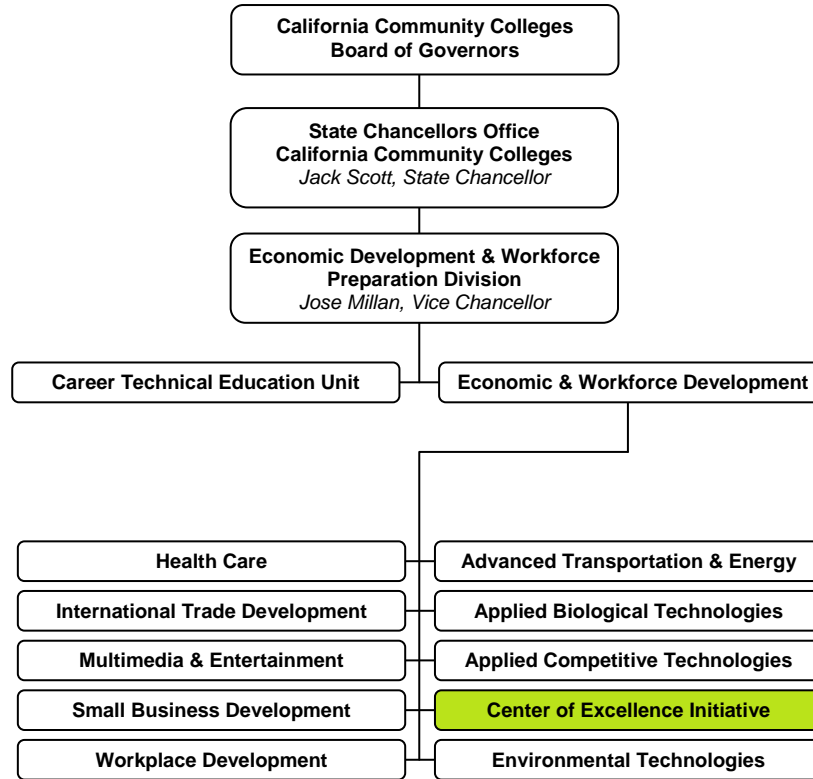 California Community Colleges
Board of Governors
State Chancellors Office
California Community Colleges
Jack Scott, State Chancellor
Economic Development & Workforce
Preparation Division
Jose Millan, Vice Chancellor
Career Technical Education Unit
Economic & Workforce Development
Health Care
Advanced Transportation & Energy
International Trade Development
Applied Biological Technologies
Multimedia & Entertainment
Applied Competitive Technologies
Small Business Development
Center of Excellence Initiative
Workplace Development
Environmental Technologies